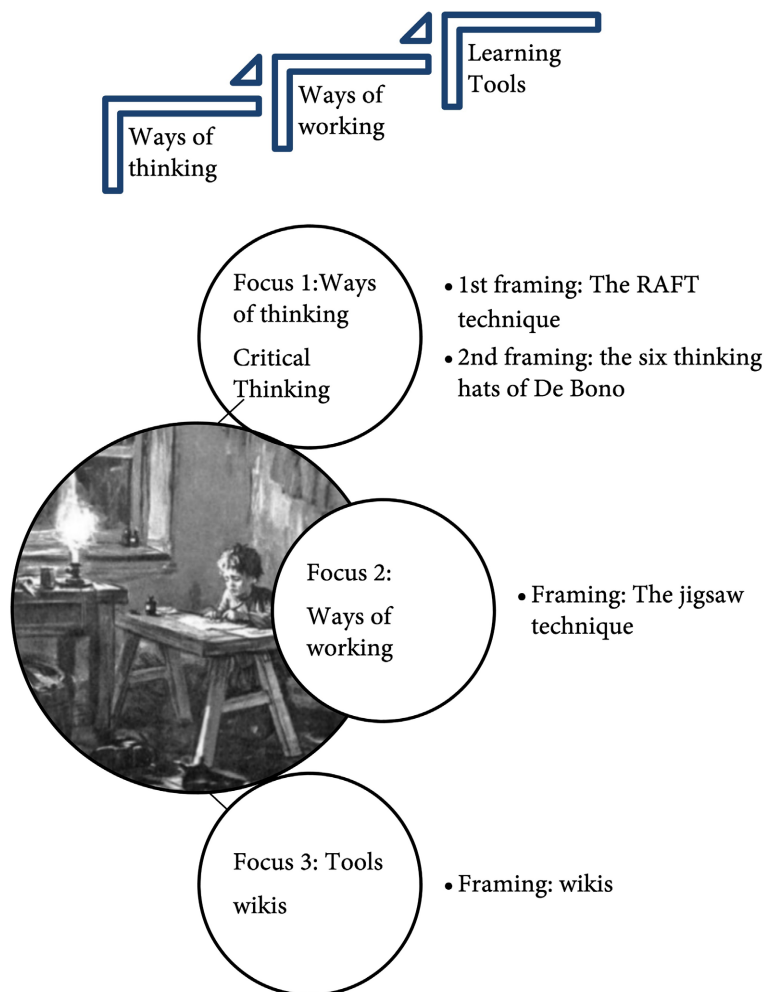 Learning
Tools
Ways of
working
Ways of
thinking
Focus 1:Ways
of thinking
Critical
Thinking
• 1st framing: The RAFT
technique
• 2nd framing: the six thinking
hats of De Bono
Focus 2:
Ways of
working
• Framing: The jigsaw
technique
Focus 3: Tools
wikis
• Framing: wikis